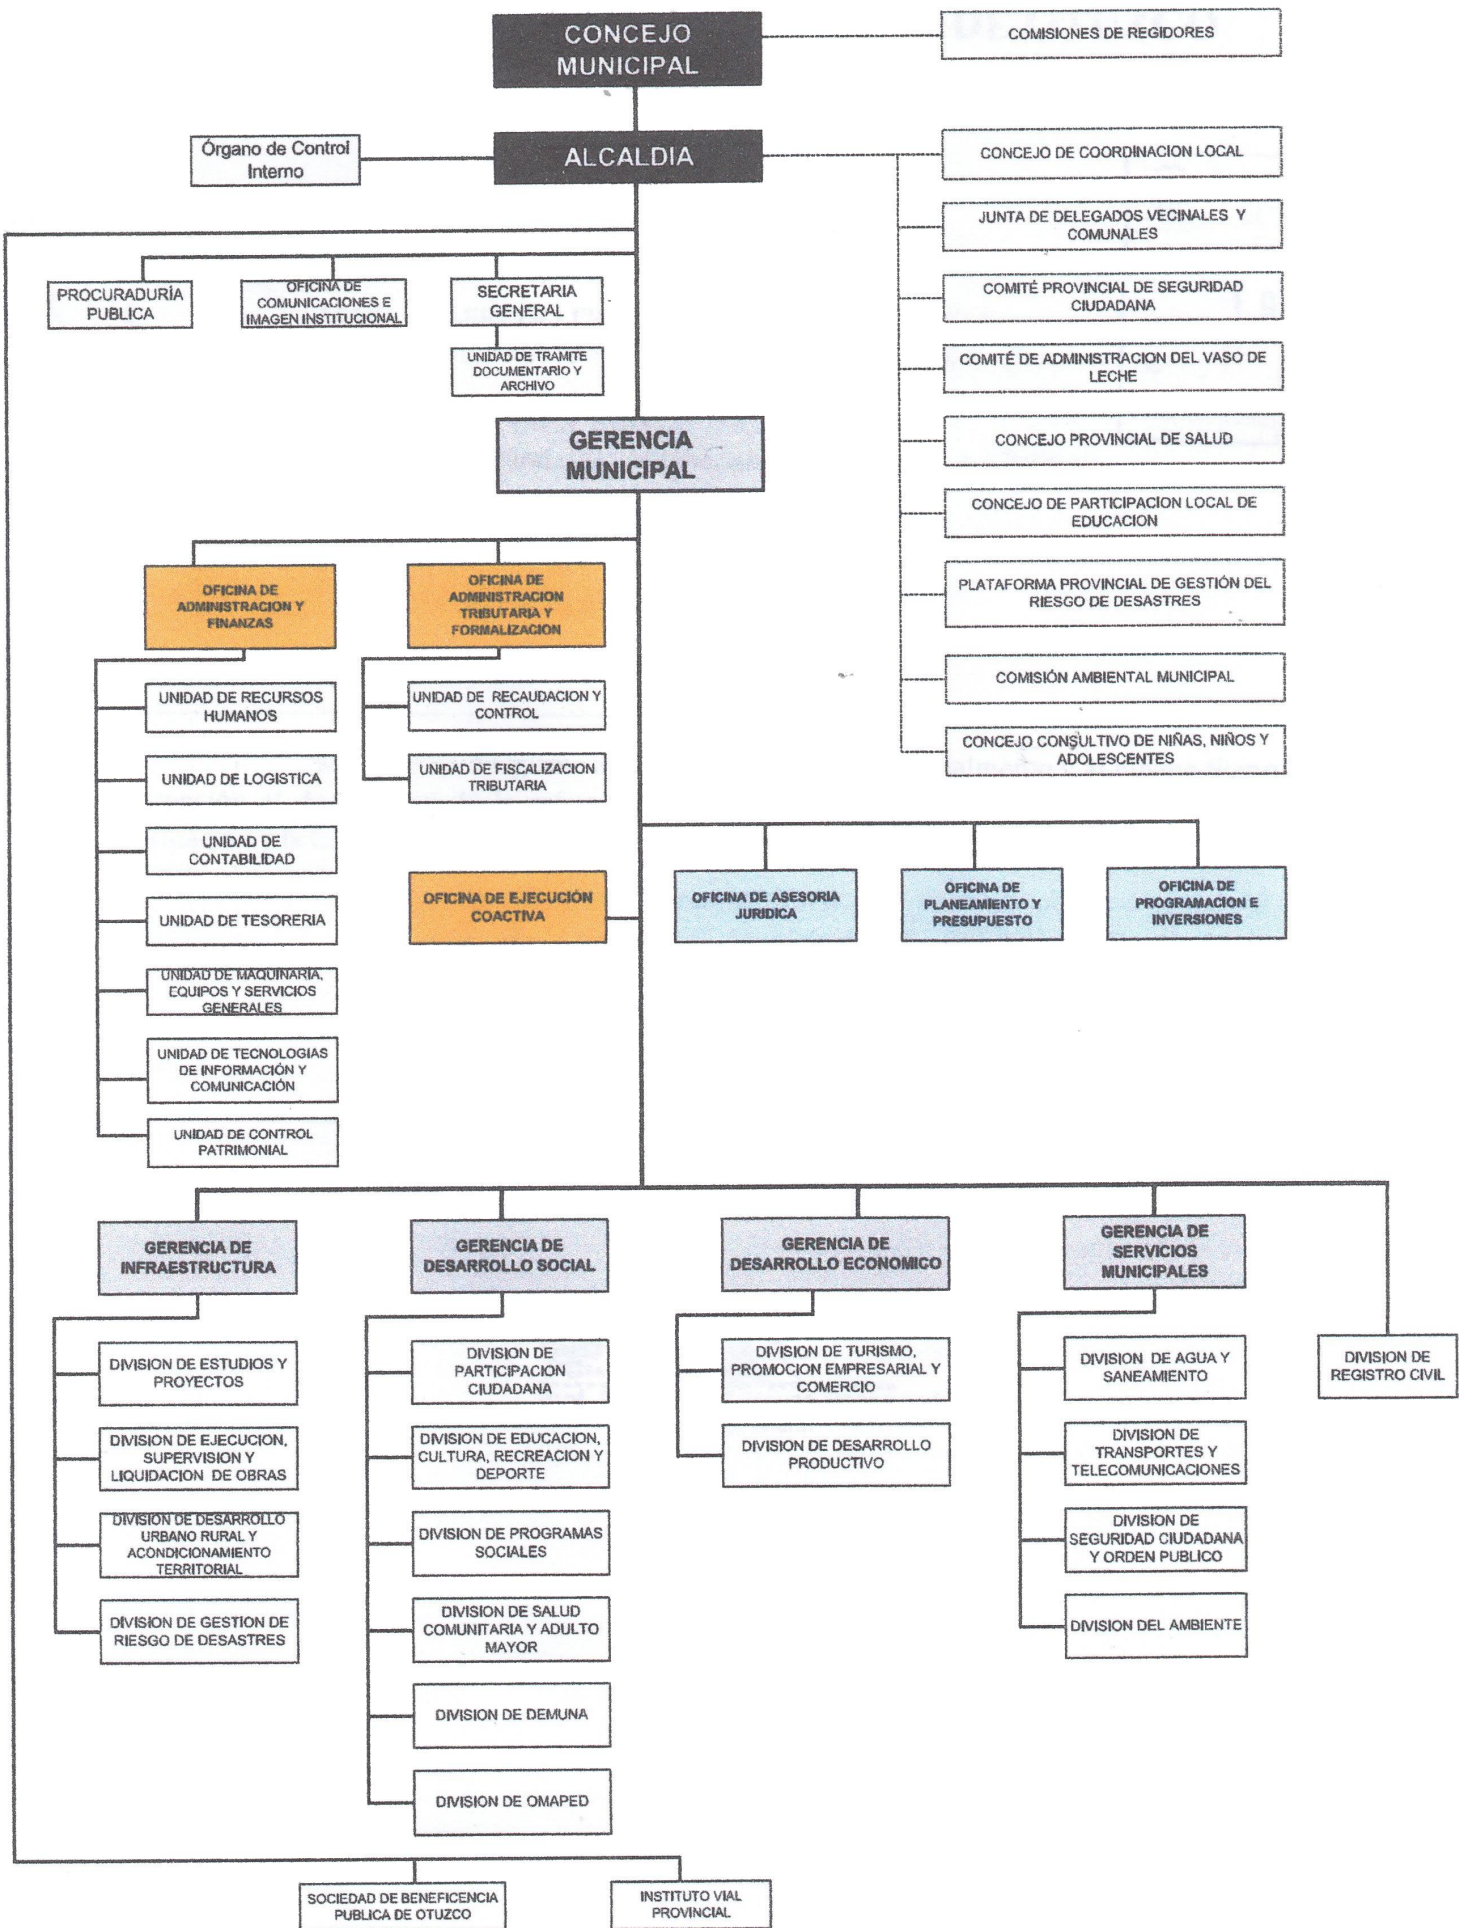 CONCEJO
MUNICIPAL
COMISIONES DE REGIDORES
Órgano de Control
Interno
ALCALDIA
CONCEJO DE COORDINACION LOCAL
JUNTA DE DELEGADOS VECINALES Y
COMUNALES
COMITÉ PROVINCIAL DE SEGURIDAD
CIUDADANA
COMITÉ DE ADMINISTRACION DEL VASO DE
LECHE
CONCEJO PROVINCIAL DE SALUD
CONCEJO DE PARTICIPACION LOCAL DE
EDUCACION
PLATAFORMA PROVINCIAL DE GESTIÓN DEL
RIESGO DE DESASTRES
COMISIÓN AMBIENTAL MUNICIPAL
CONCEJO CONSULTIVO DE NIÑAS, NIÑOS Y
ADOLESCENTES
PROCURADURÍA
PUBLICA
OFICINA DE
COMUNICACIONES E
IMAGEN INSTITUCIONAL
SECRETARIA
GENERAL
UNIDAD DE TRAMITE
DOCUMENTARIO Y
ARCHIVO
GERENCIA
MUNICIPAL
OFICINA DE
ADMINISTRACION Y
FINANZAS
OFICINA DE
ADMINISTRACION
TRIBUTARIA Y
FORMALIZACION
UNIDAD DE RECURSOS
HUMANOS
UNIDAD DE LOGISTICA
UNIDAD DE
CONTABILIDAD
UNIDAD DE TESORERIA
UNIDAD DE MAQUINARIA,
EQUIPOS Y SERVICIOS
GENERALES
UNIDAD DE TECNOLOGIAS
DE INFORMACIÓN Y
COMUNICACIÓN
UNIDAD DE CONTROL
PATRIMONIAL
UNIDAD DE RECAUDACION Y
CONTROL
UNIDAD DE FISCALIZACION
TRIBUTARIA
OFICINA DE EJECUCIÓN
COACTIVA
OFICINA DE ASESORIA
JURIDICA
OFICINA DE
PLANEAMIENTO Y
PRESUPUESTO
OFICINA DE
PROGRAMACION E
INVERSIONES
GERENCIA DE
INFRAESTRUCTURA
DIVISION DE ESTUDIOS Y
PROYECTOS
DIVISION DE EJECUCION,
SUPERVISION Y
LIQUIDACION DE OBRAS
DIVISION DE DESARROLLO
URBANO RURAL Y
ACONDICIONAMIENTO
TERRITORIAL
DIVISION DE GESTION DE
RIESGO DE DESASTRES
GERENCIA DE
DESARROLLO SOCIAL
DIVISION DE
PARTICIPACION
CIUDADANA
DIVISION DE EDUCACION,
CULTURA, RECREACION Y
DEPORTE
DIVISION DE PROGRAMAS
SOCIALES
DIVISION DE SALUD
COMUNITARIA Y ADULTO
MAYOR
DIVISION DE DEMUNA
DIVISION DE OMAPED
GERENCIA DE
DESARROLLO ECONOMICO
DIVISION DE TURISMO,
PROMOCION EMPRESARIAL Y
COMERCIO
DIVISION DE DESARROLLO
PRODUCTIVO
GERENCIA DE
SERVICIOS
MUNICIPALES
DIVISION DE AGUA Y
SANEAMIENTO
DIVISION DE
TRANSPORTES Y
TELECOMUNICACIONES
DIVISION DE
SEGURIDAD CIUDADANA
Y ORDEN PUBLICO
DIVISION DEL AMBIENTE
DIVISION DE
REGISTRO CIVIL
SOCIEDAD DE BENEFICENCIA
PUBLICA DE OTUZCO
INSTITUTO VIAL
PROVINCIAL